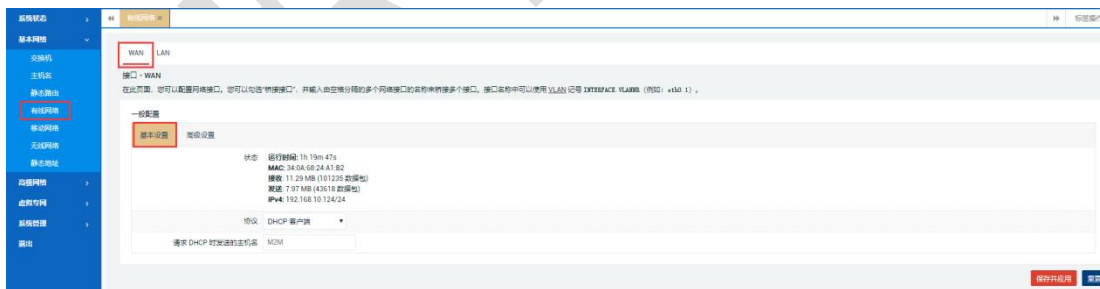 系统状态
基本网络
交换机
主机名
静态路由
有线网络
移动网络
无线网络
静态地址
高级网络
虚拟专网
系统管理
退出
有线网络
标签操作
WAN LAN
接口 - WAN
在此页面，您可以配置网络接口。您可以勾选“桥接接口”，并输入由空格分隔的多个网络接口的名称来桥接多个接口。接口名称中可以使用 VLAN 记号 INTERFACE.VLANNR（例如：eth0.1）。
一般配置
基本设置 高级设置
状态 运行时间: 1h 19m 47s
MAC: 34:0A:68:24:A1:B2
接收: 11.29 MB (101235 数据包)
发送: 7.97 MB (43618 数据包)
IPv4: 192.168.10.124/24
协议 DHCP 客户端
请求 DHCP 时发送的主机名 M2M
保存并应用